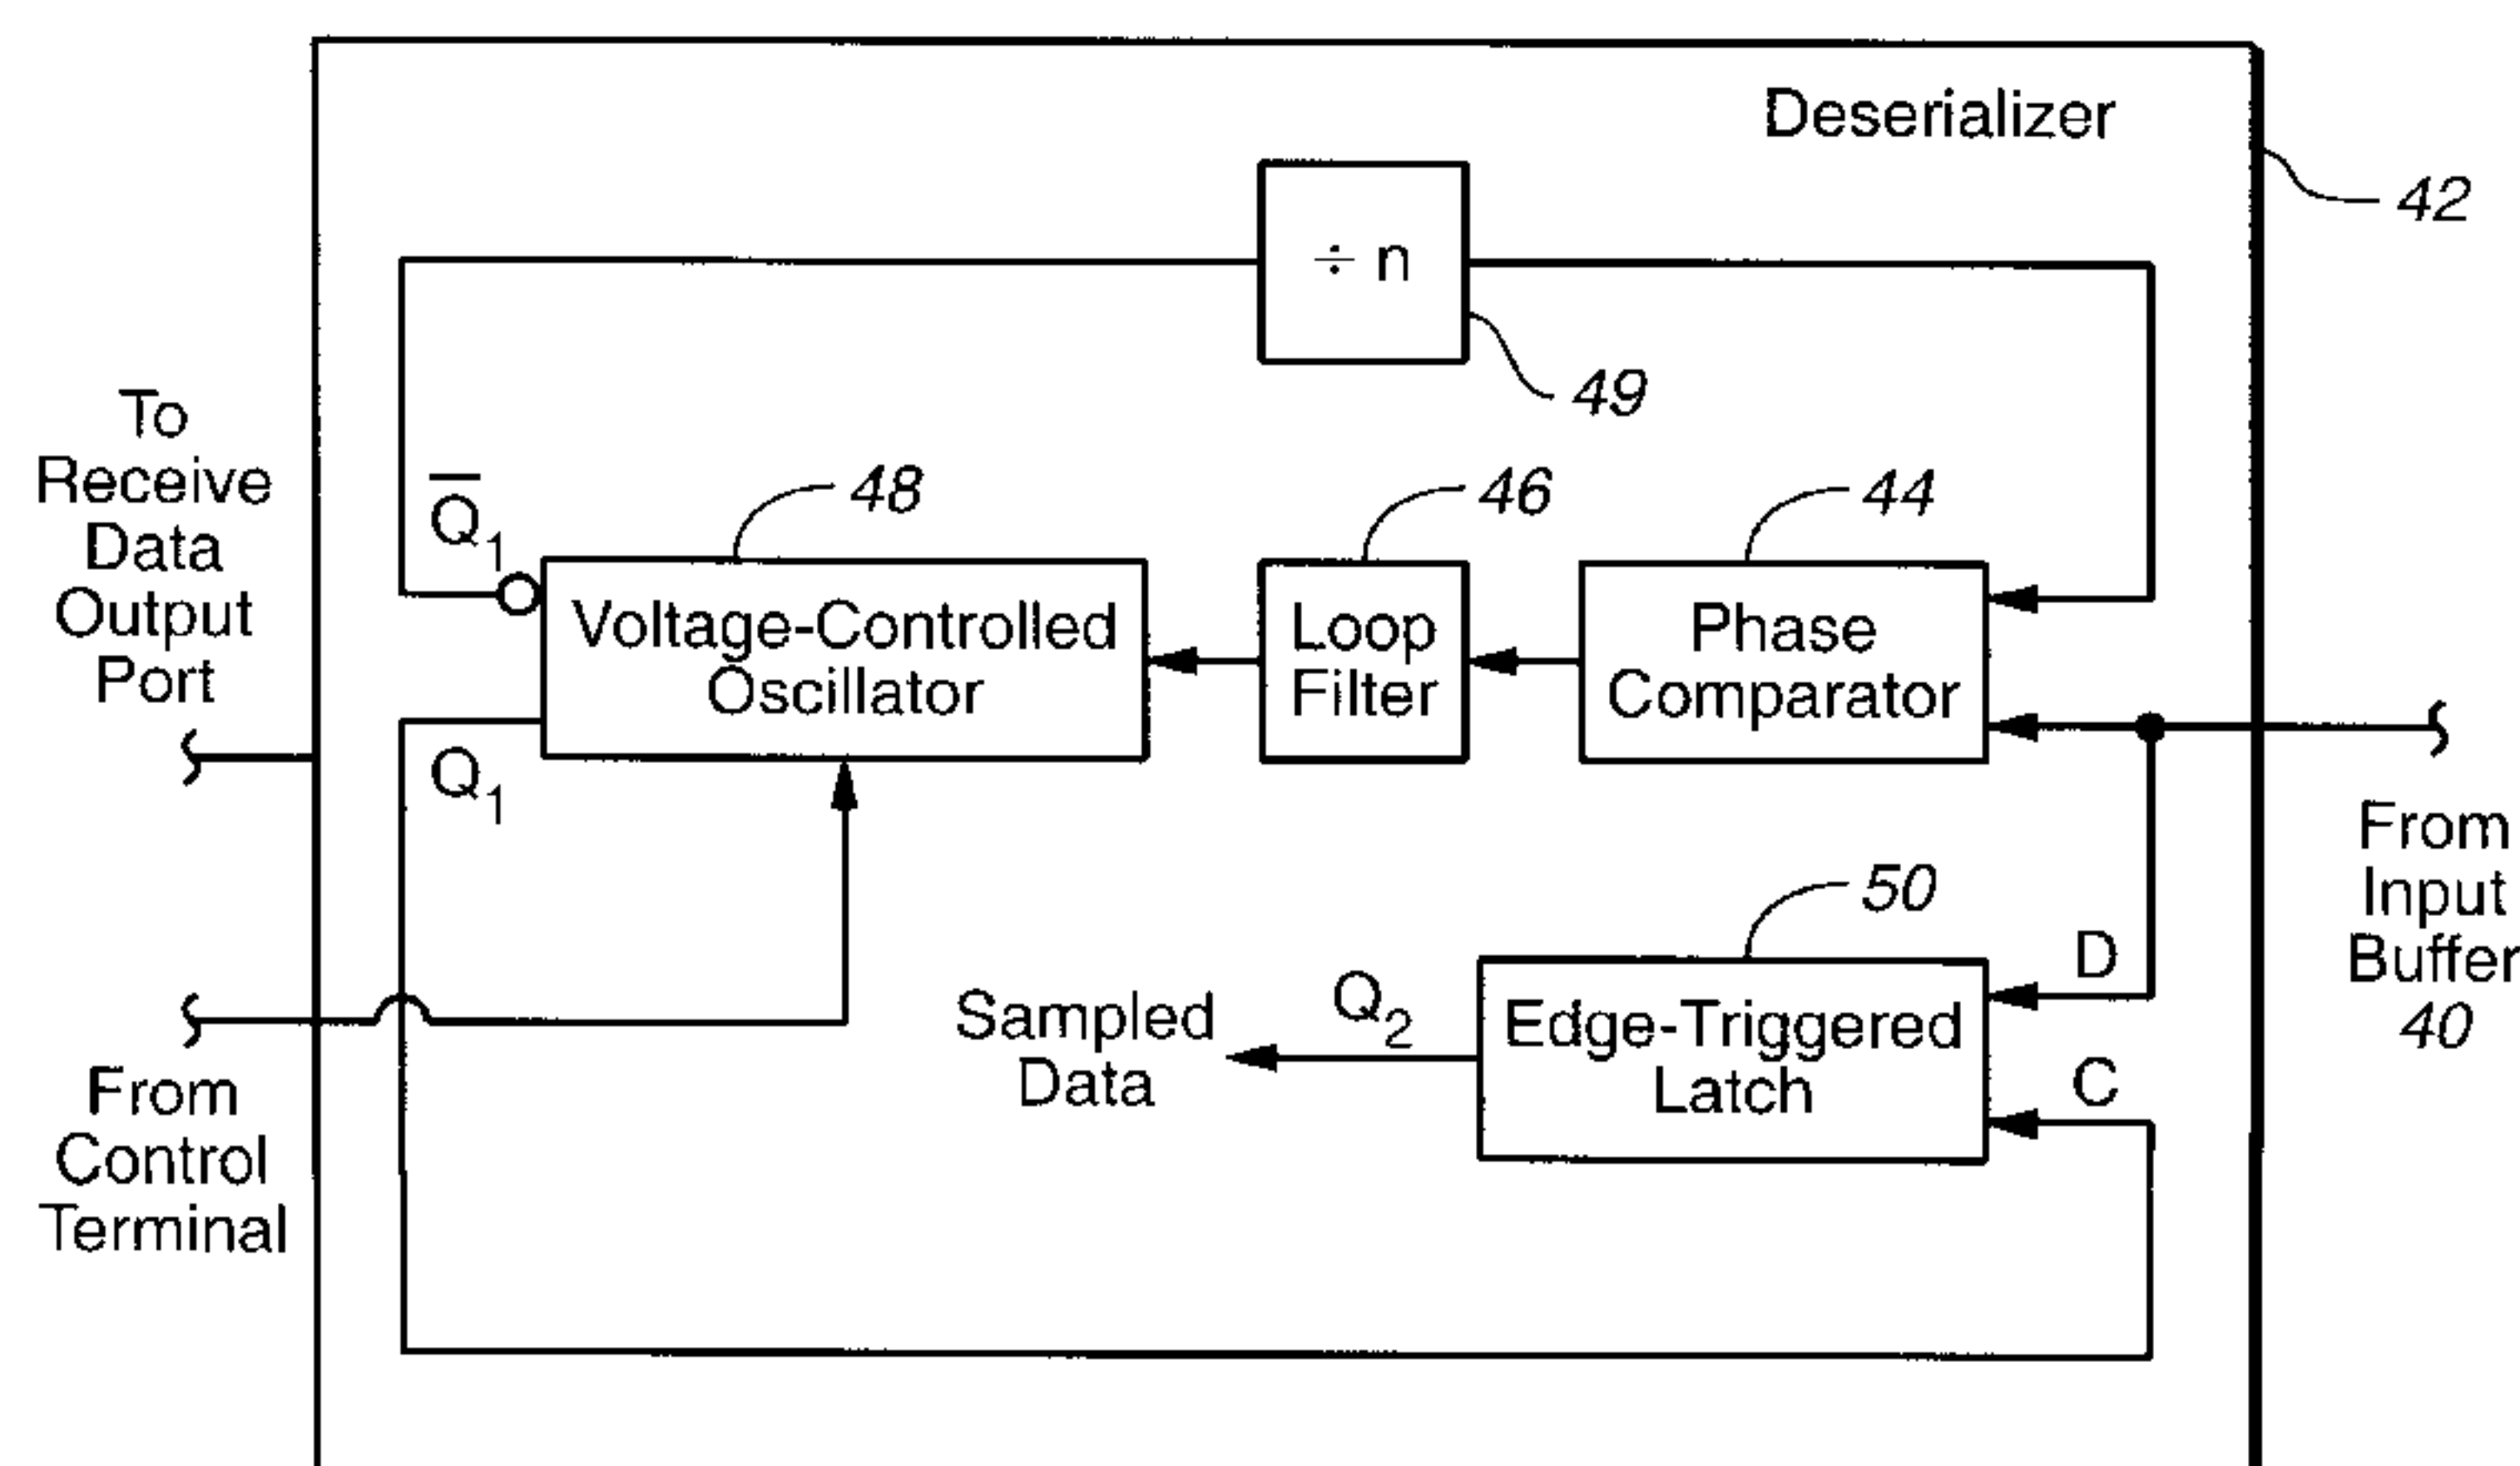 Deserializer
42
÷ n
49
To
Receive
Data
Output
Port
Q̅1
48
46
44
Voltage-Controlled
Oscillator
Loop
Filter
Phase
Comparator
Q1
From
Input
Buffer
40
50
D
Q2
Sampled
Data
Edge-Triggered
Latch
C
From
Control
Terminal